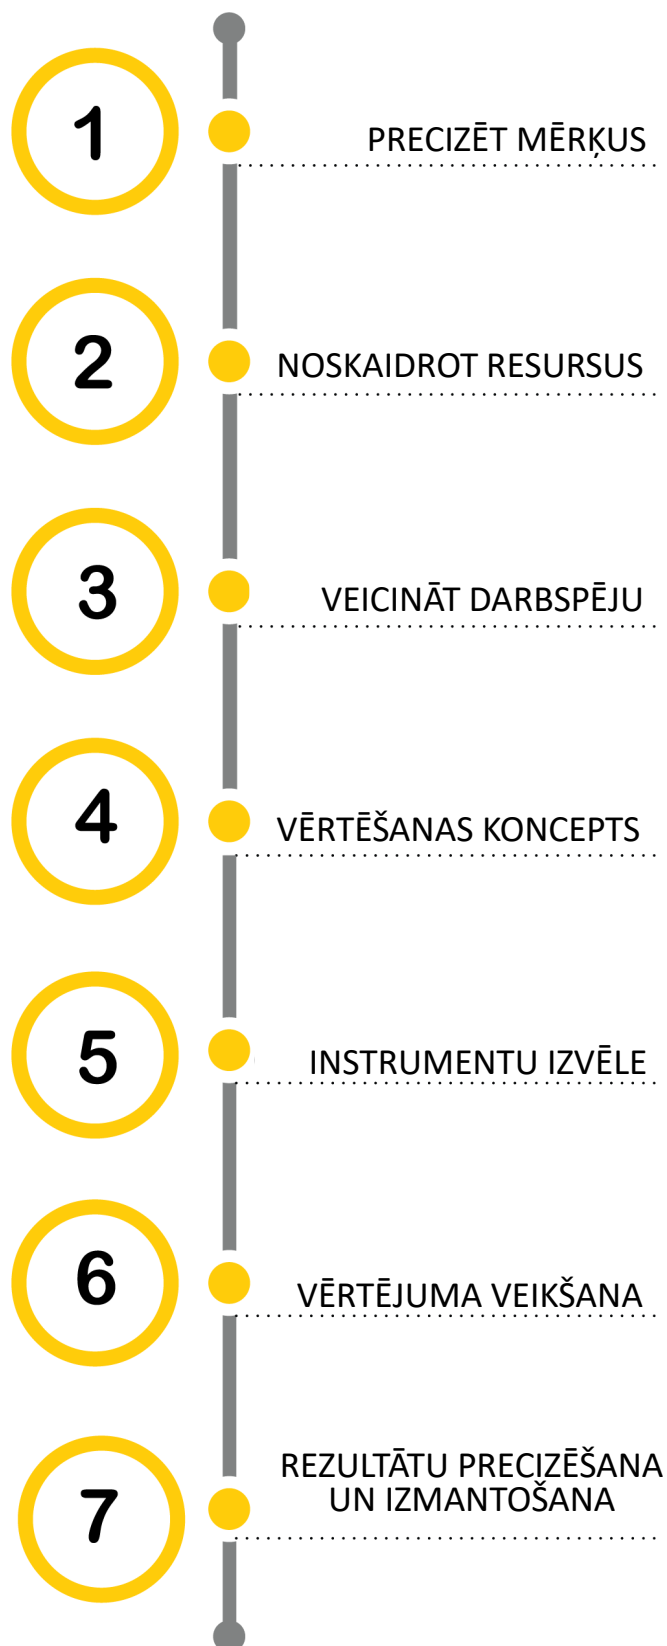 1
PRECIZĒT MĒRĶUS
2
NOSKAIDROT RESURSUS
3
VEICINĀT DARBSPĒJU
4
VĒRTĒŠANAS KONCEPTS
5
INSTRUMENTU IZVĒLE
6
VĒRTĒJUMA VEIKŠANA
7
REZULTĀTU PRECIZĒŠANA
UN IZMANTOŠANA